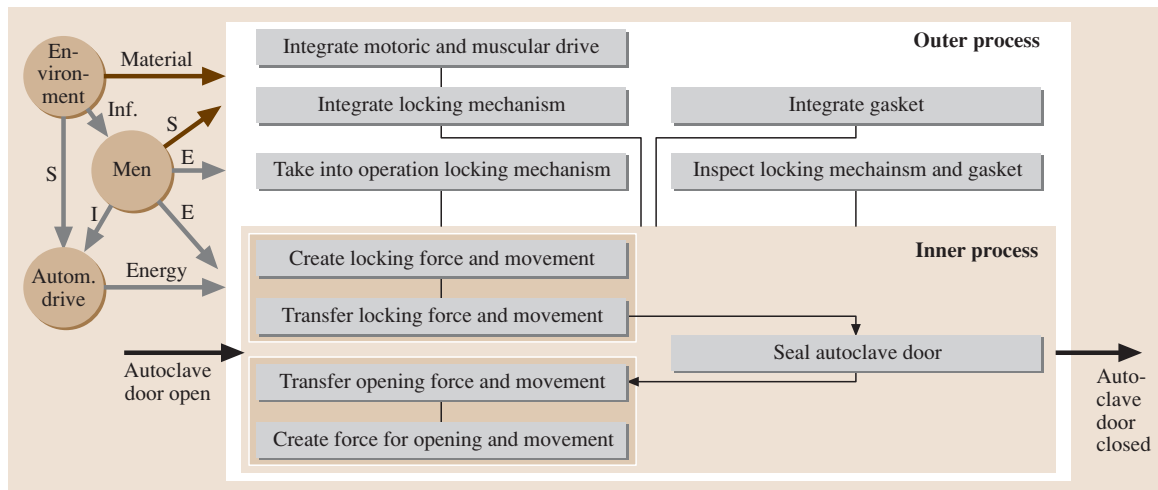 En-
viron-
ment
Material
Inf.
S
Men
E
S
I
E
Autom.
drive
Energy
Autoclave
door open
Outer process
Integrate motoric and muscular drive
Integrate locking mechanism
Integrate gasket
Take into operation locking mechanism
Inspect locking mechainsm and gasket
Inner process
Create locking force and movement
Transfer locking force and movement
Seal autoclave door
Transfer opening force and movement
Create force for opening and movement
Auto-
clave
door
closed